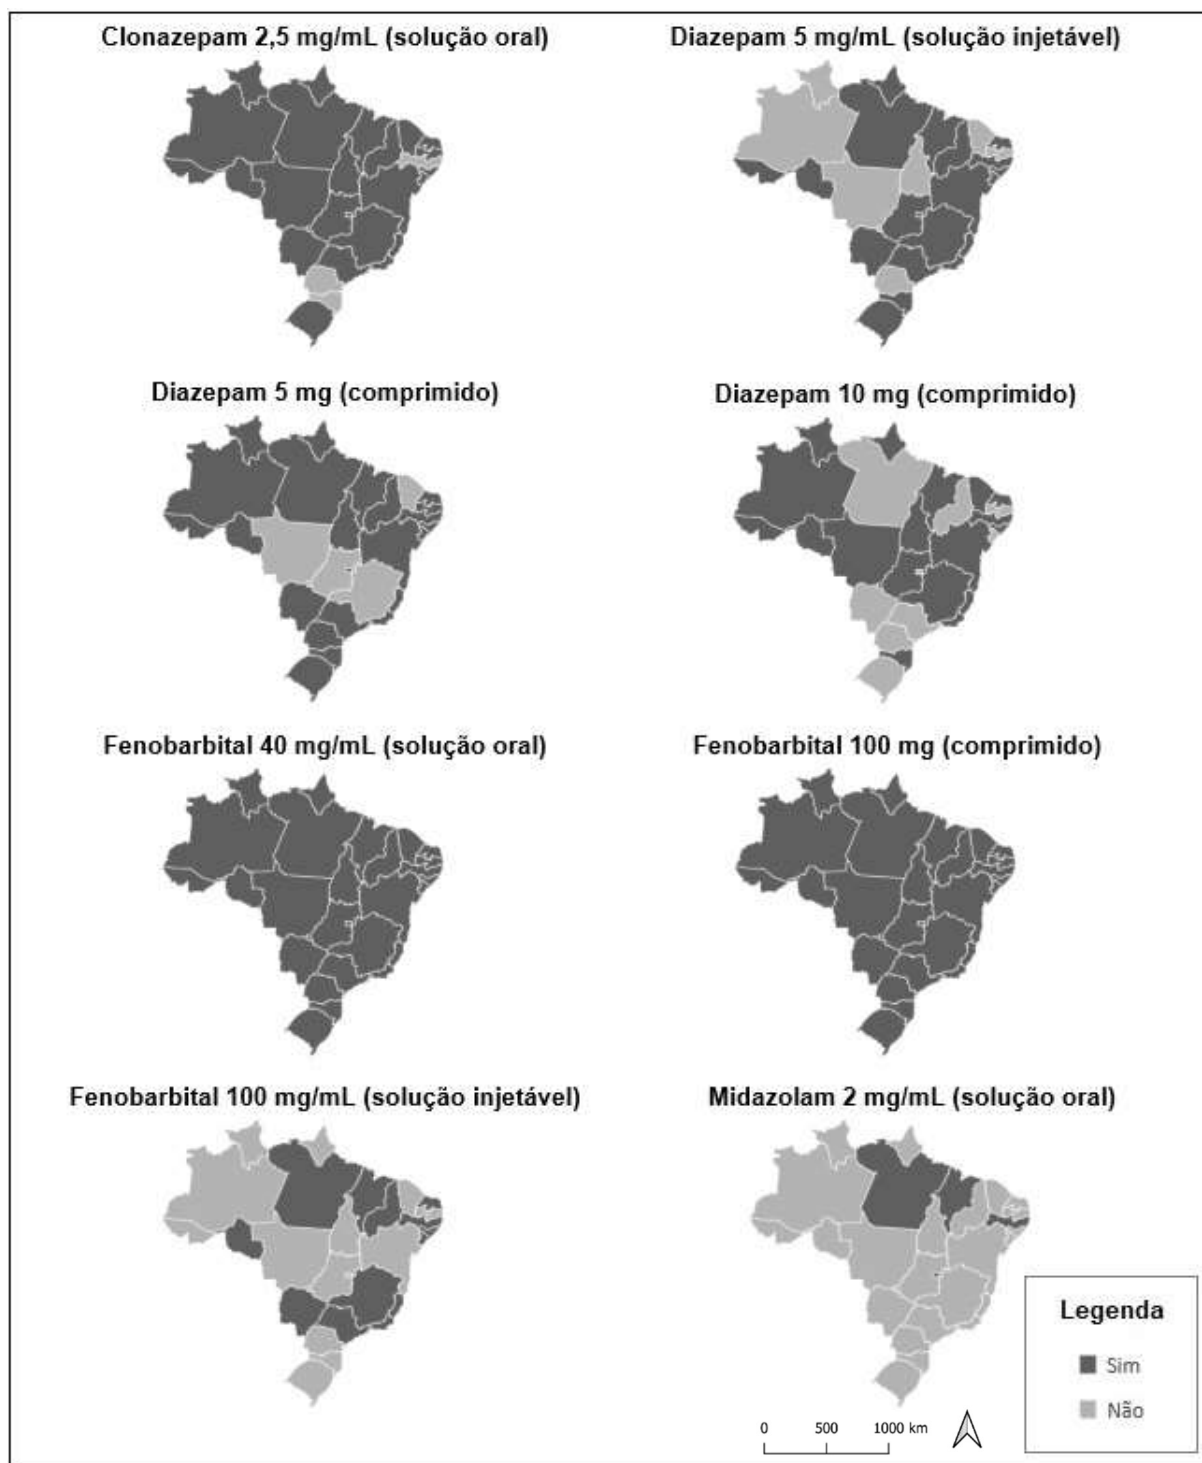 Clonazepam 2,5 mg/mL (solução oral)
Diazepam 5 mg/mL (solução injetável)
Diazepam 5 mg (comprimido)
Diazepam 10 mg (comprimido)
Fenobarbital 40 mg/mL (solução oral)
Fenobarbital 100 mg (comprimido)
Fenobarbital 100 mg/mL (solução injetável)
Midazolam 2 mg/mL (solução oral)
Legenda
Sim
Não
0 500 1000 km